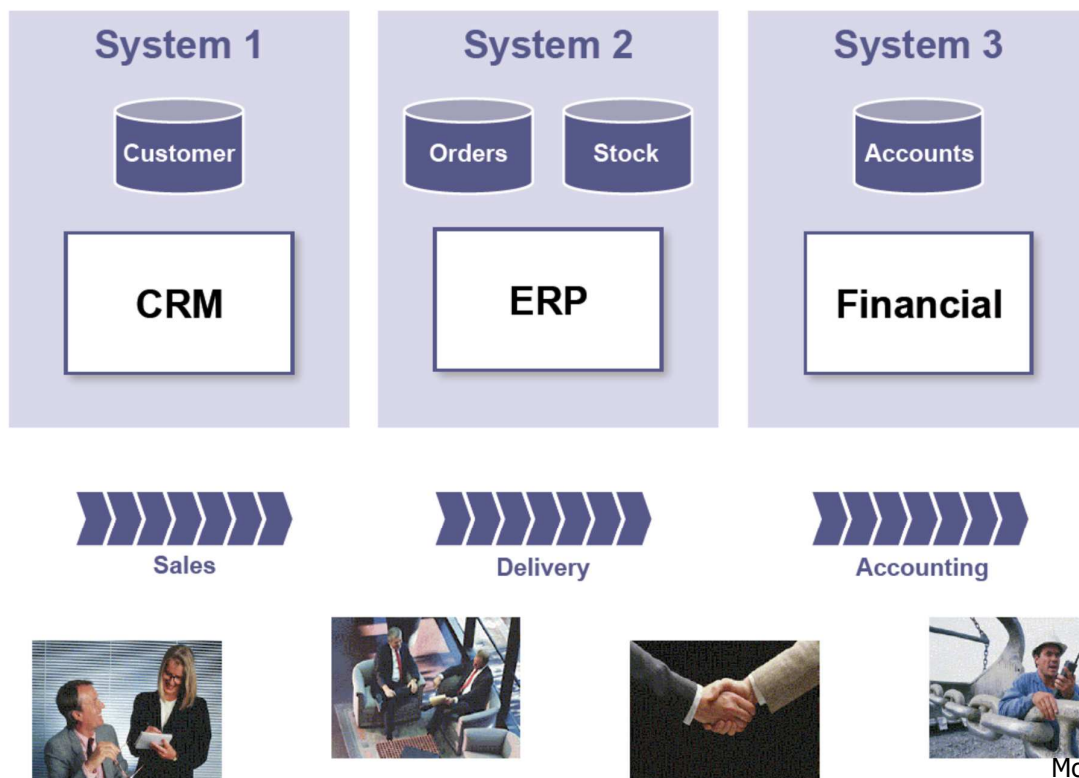 System 1
System 2
System 3
Customer
Orders
Stock
Accounts
CRM
ERP
Financial
Sales
Delivery
Accounting